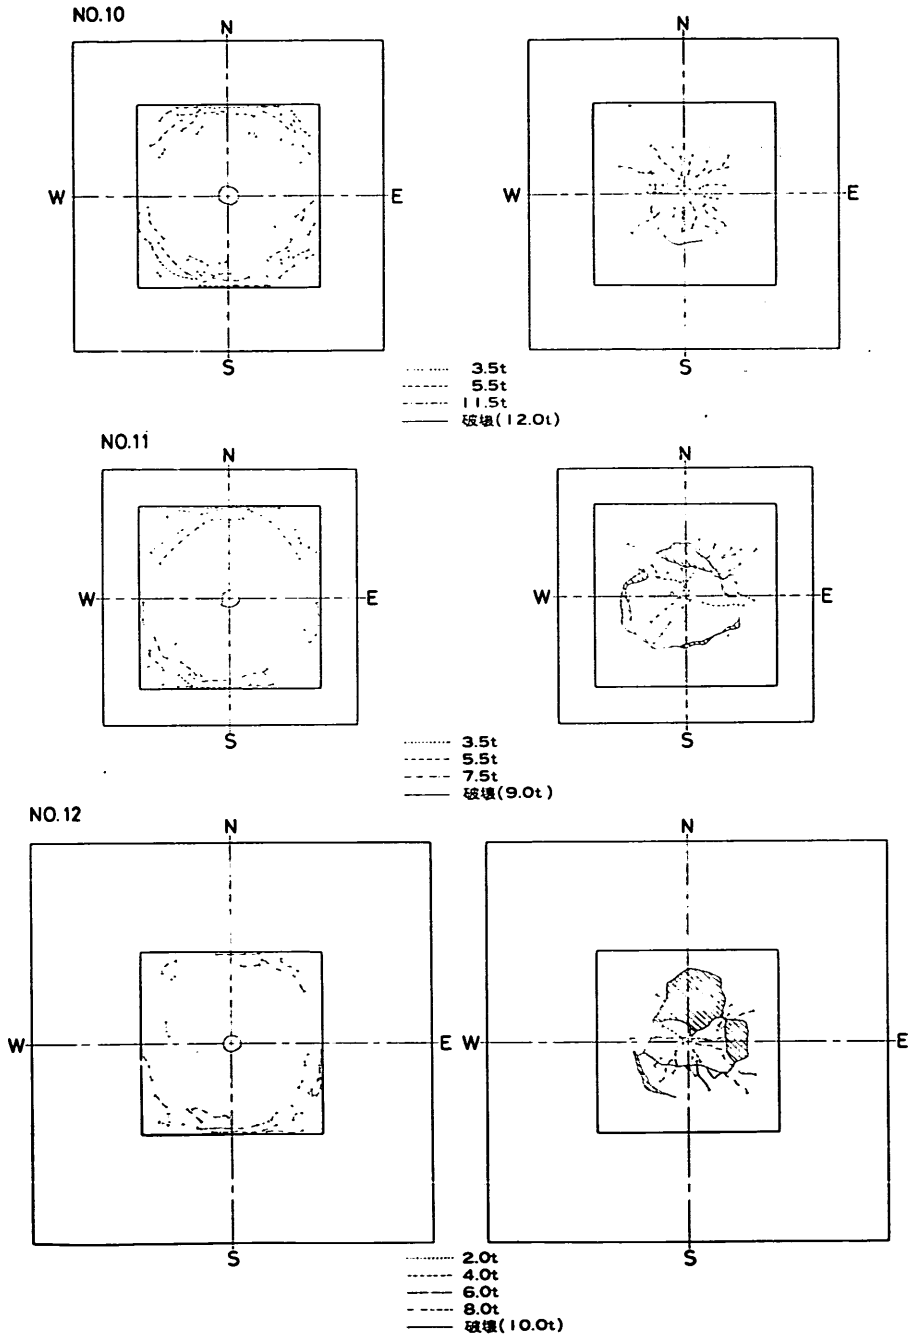 NO.10
N
N
W
E
W
E
S
S
3.5t
5.5t
11.5t
破壊(12.0t)
NO.11
N
N
W
E
W
E
S
S
3.5t
5.5t
7.5t
破壊(9.0t)
NO.12
N
N
W
E
W
E
S
S
2.0t
4.0t
6.0t
8.0t
破壊(10.0t)